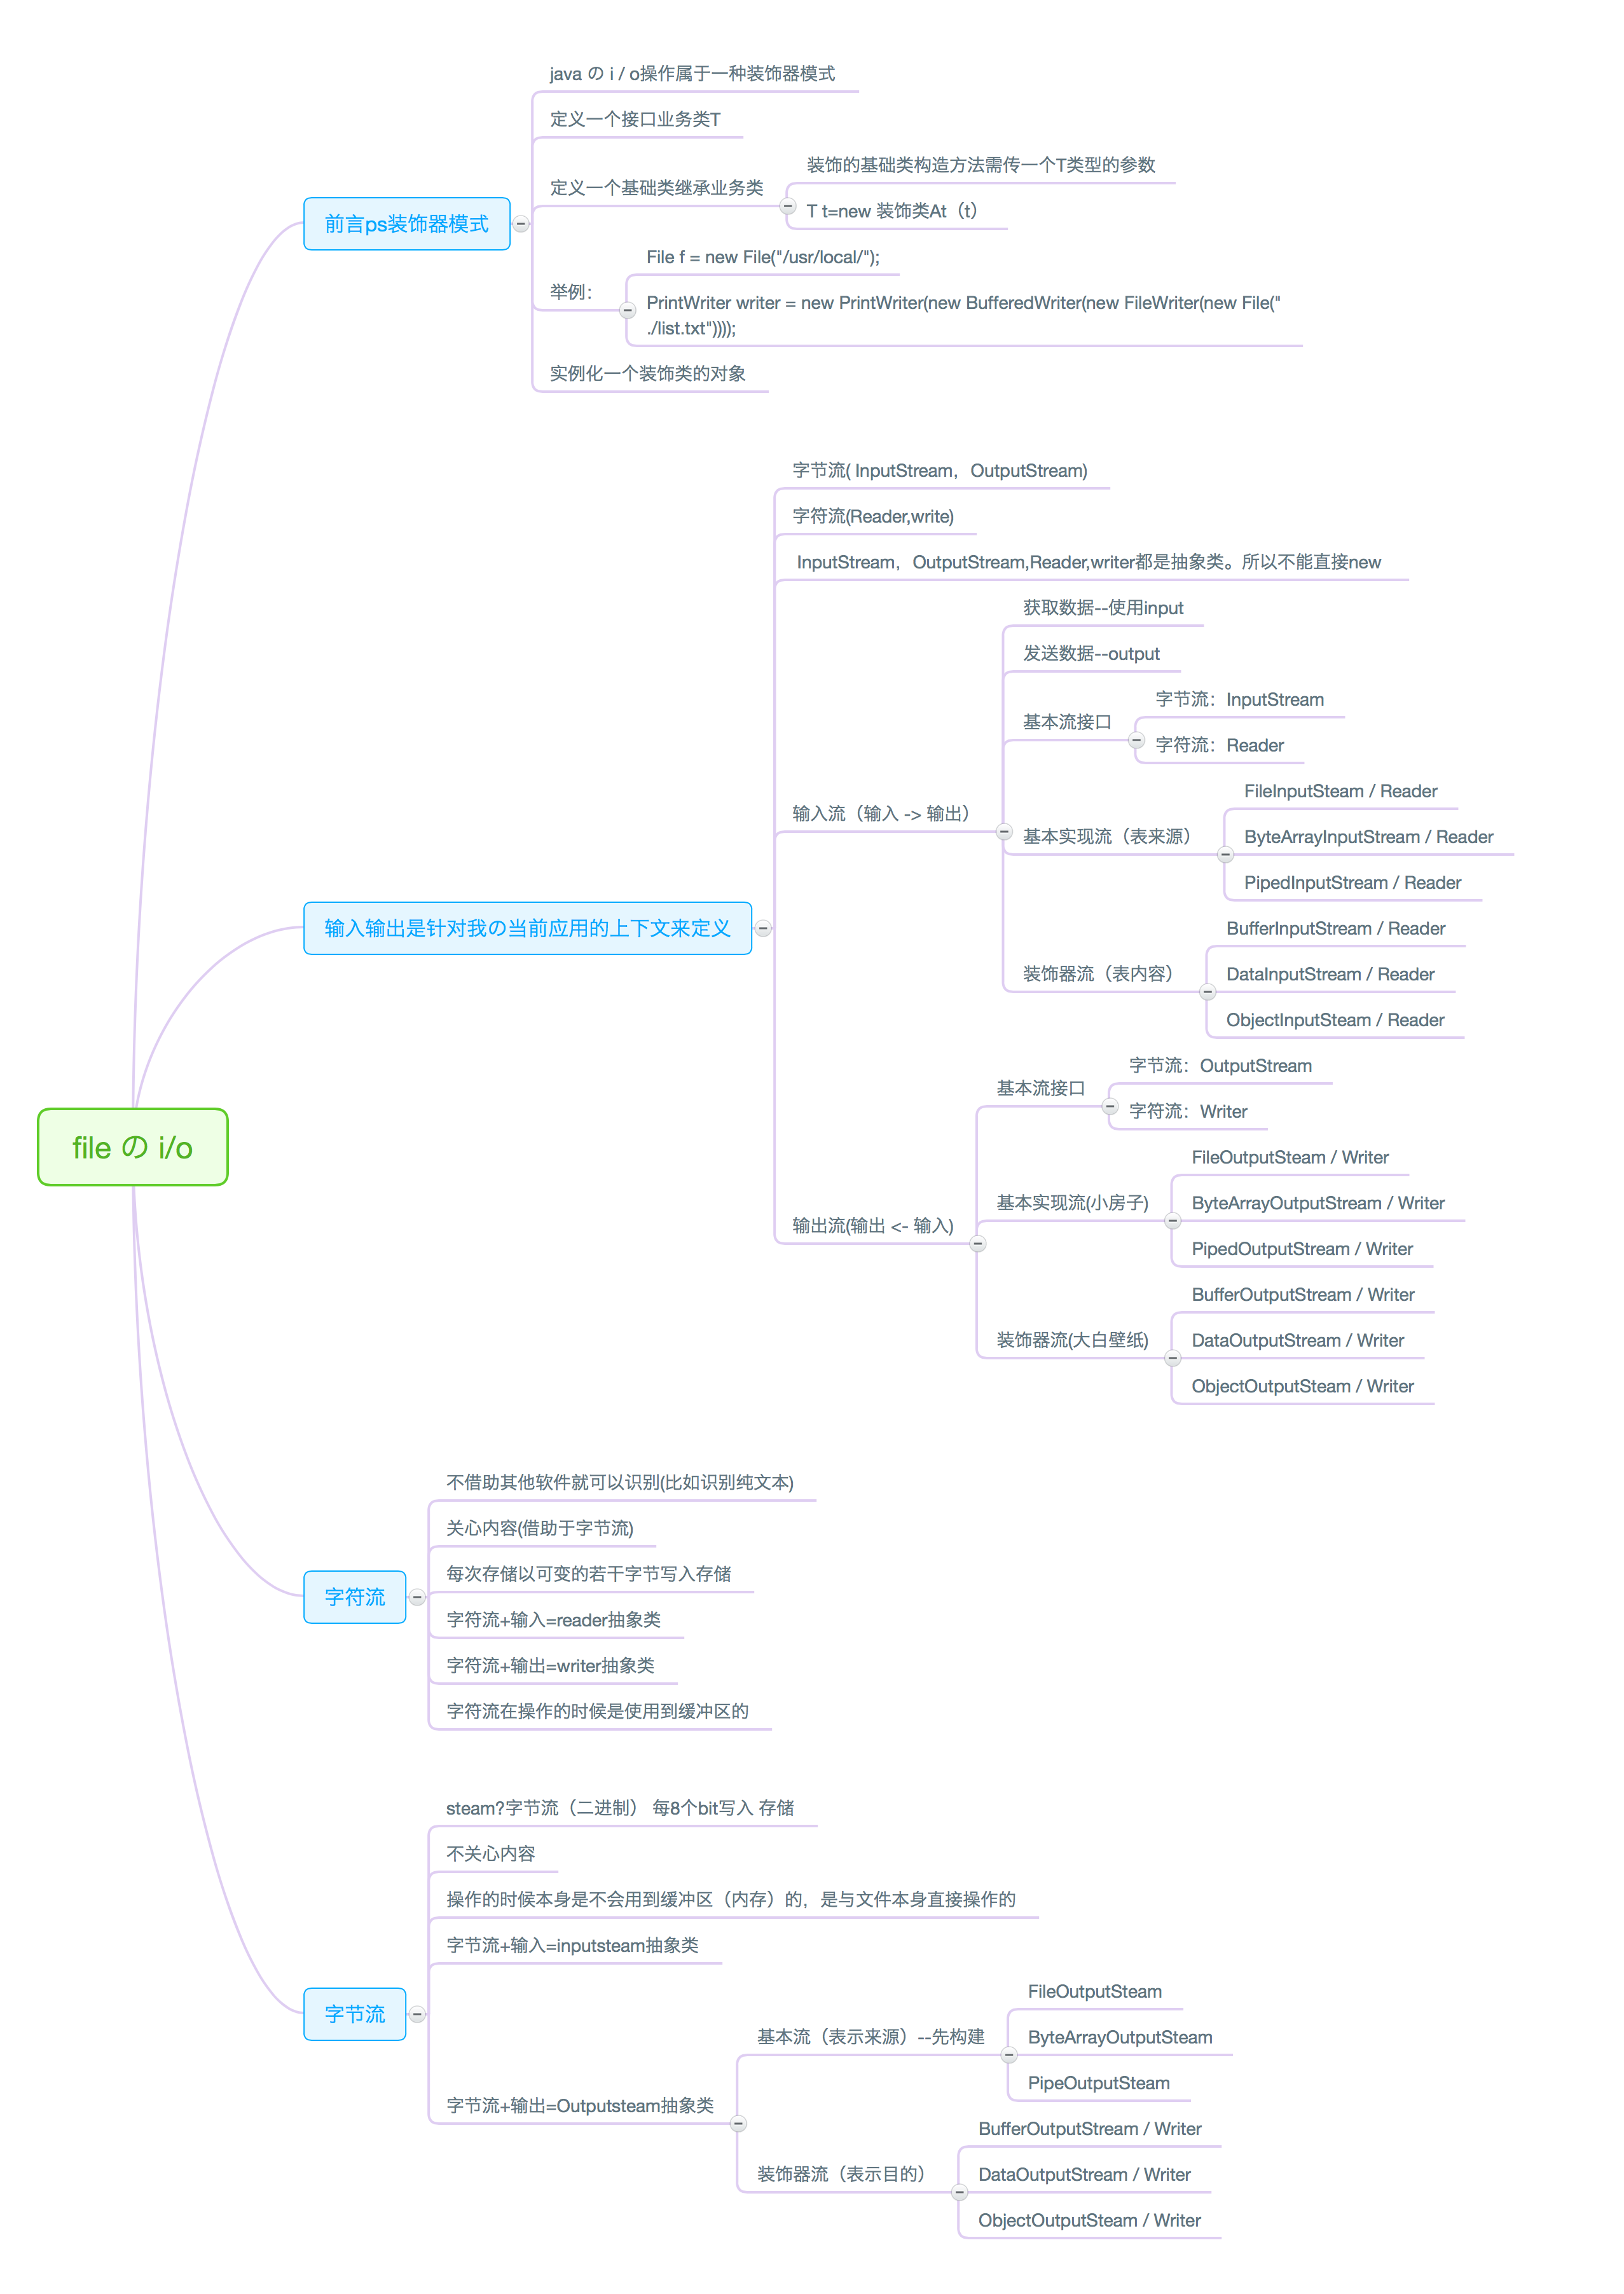 java の i / o操作属于一种装饰器模式
定义一个接口业务类T
装饰的基础类构造方法需传一个T类型的参数
定义一个基础类继承业务类
T t=new 装饰类At（t）
前言ps装饰器模式
File f = new File("/usr/local/");
举例：
PrintWriter writer = new PrintWriter(new BufferedWriter(new FileWriter(new File("
./list.txt"))));
实例化一个装饰类的对象
字节流( InputStream，OutputStream)
字符流(Reader,write)
InputStream，OutputStream,Reader,writer都是抽象类。所以不能直接new
获取数据--使用input
发送数据--output
字节流：InputStream
基本流接口
字符流：Reader
FileInputSteam / Reader
输入流（输入 -> 输出）
基本实现流（表来源）
ByteArrayInputStream / Reader
PipedInputStream / Reader
输入输出是针对我の当前应用的上下文来定义
BufferInputStream / Reader
装饰器流（表内容）
DataInputStream / Reader
ObjectInputSteam / Reader
字节流：OutputStream
基本流接口
字符流：Writer
file の i/o
FileOutputSteam / Writer
基本实现流(小房子)
ByteArrayOutputStream / Writer
输出流(输出 <- 输入)
PipedOutputStream / Writer
BufferOutputStream / Writer
装饰器流(大白壁纸)
DataOutputStream / Writer
ObjectOutputSteam / Writer
不借助其他软件就可以识别(比如识别纯文本)
关心内容(借助于字节流)
每次存储以可变的若干字节写入存储
字符流
字符流+输入=reader抽象类
字符流+输出=writer抽象类
字符流在操作的时候是使用到缓冲区的
steam?字节流（二进制） 每8个bit写入 存储
不关心内容
操作的时候本身是不会用到缓冲区（内存）的，是与文件本身直接操作的
字节流+输入=inputsteam抽象类
字节流
FileOutputSteam
基本流（表示来源）--先构建
ByteArrayOutputSteam
PipeOutputSteam
字节流+输出=Outputsteam抽象类
BufferOutputStream / Writer
装饰器流（表示目的）
DataOutputStream / Writer
ObjectOutputSteam / Writer